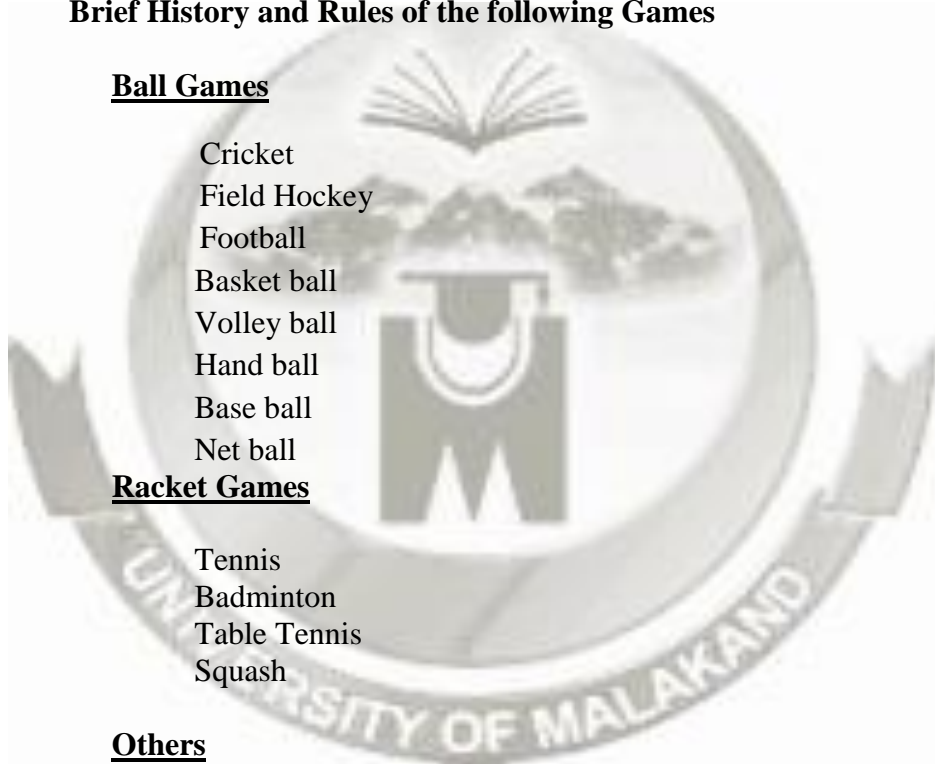 Brief History and Rules of the following Games
Ball Games
Cricket
Field Hockey
Football
Basket ball
Volley ball
Hand ball
Base ball
Net ball
Racket Games
Tennis
Badminton
Table Tennis
Squash
Others
UNIVERSITY OF MALAKAND